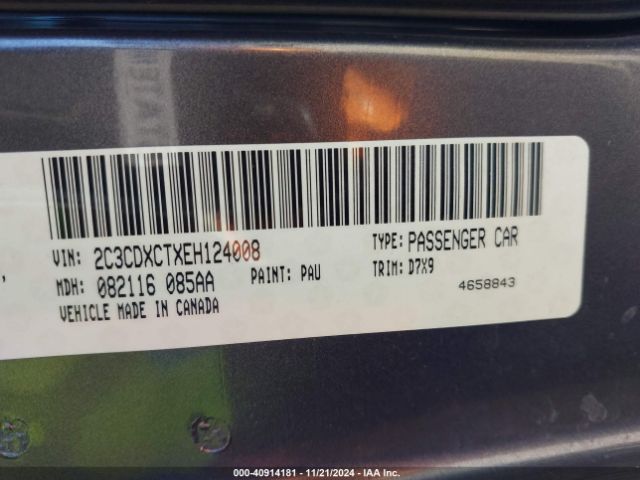 VIN: 2C3CDXCTXEH124008
TYPE: PASSENGER CAR
MDH: 082116 085AA
PAINT: PAU
TRIM: D7X9
VEHICLE MADE IN CANADA
4658843
000-40914181 - 11/21/2024 - IAA Inc.